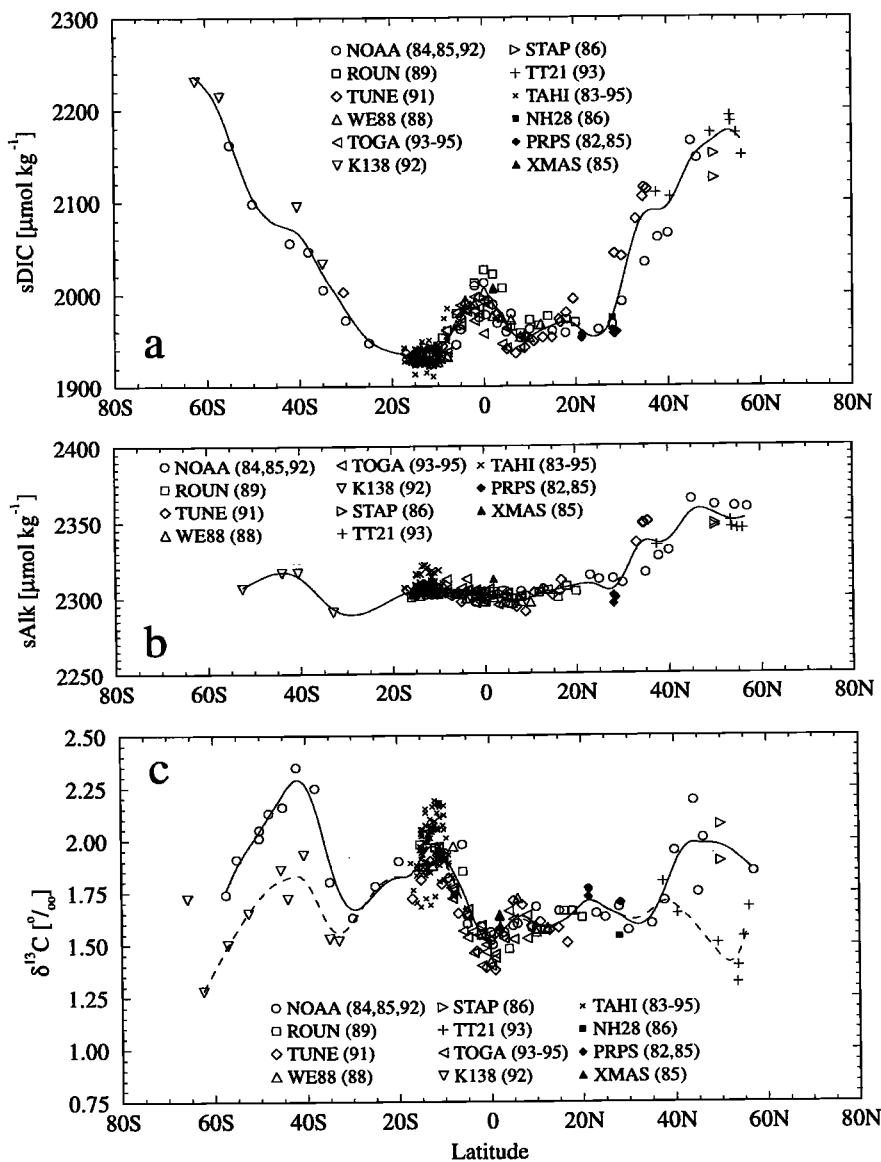 2300
2200
2100
2000
1900
sDIC [µmol kg⁻¹]
NOAA (84,85,92)
ROUN (89)
TUNE (91)
WE88 (88)
TOGA (93-95)
K138 (92)
STAP (86)
TT21 (93)
TAHI (83-95)
NH28 (86)
PRPS (82,85)
XMAS (85)
a
80S 60S 40S 20S 0 20N 40N 60N 80N
2400
2350
2300
2250
sAlk [µmol kg⁻¹]
NOAA (84,85,92)
ROUN (89)
TUNE (91)
WE88 (88)
TOGA (93-95)
K138 (92)
STAP (86)
TT21 (93)
TAHI (83-95)
PRPS (82,85)
XMAS (85)
b
80S 60S 40S 20S 0 20N 40N 60N 80N
2.50
2.25
2.00
1.75
1.50
1.25
1.00
0.75
δ¹³C [⁰/₀₀]
c
NOAA (84,85,92)
ROUN (89)
TUNE (91)
WE88 (88)
STAP (86)
TT21 (93)
TOGA (93-95)
K138 (92)
TAHI (83-95)
NH28 (86)
PRPS (82,85)
XMAS (85)
80S 60S 40S 20S 0 20N 40N 60N 80N
Latitude